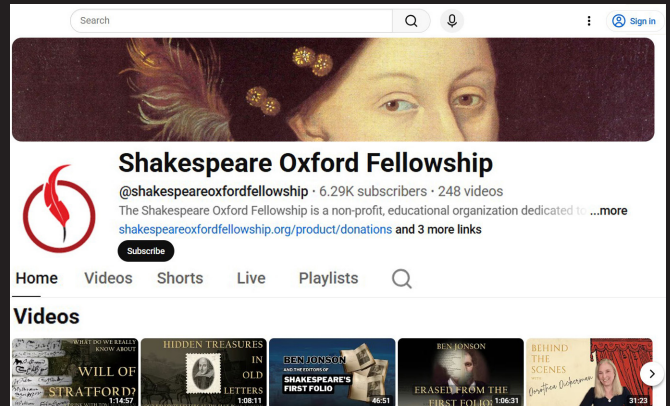 Search
Sign in
Shakespeare Oxford Fellowship
@shakespeareoxfordfellowship · 6.29K subscribers · 248 videos
The Shakespeare Oxford Fellowship is a non-profit, educational organization dedicated to ...more
shakespeareoxfordfellowship.org/product/donations and 3 more links
Subscribe
Home Videos Shorts Live Playlists
Videos
WHAT DO WE REALLY
KNOW ABOUT
WILL OF
STRATFORD?
1:14:57
HIDDEN TREASURES
IN
OLD
LETTERS
1:08:11
BEN JONSON
AND THE EDITORS OF
SHAKESPEARE'S
FIRST FOLIO
46:51
BEN JONSON
ERASED FROM THE
FIRST FOLIO
1:06:31
BEHIND
THE
SCENES
Dorothea Dickerman
31:23